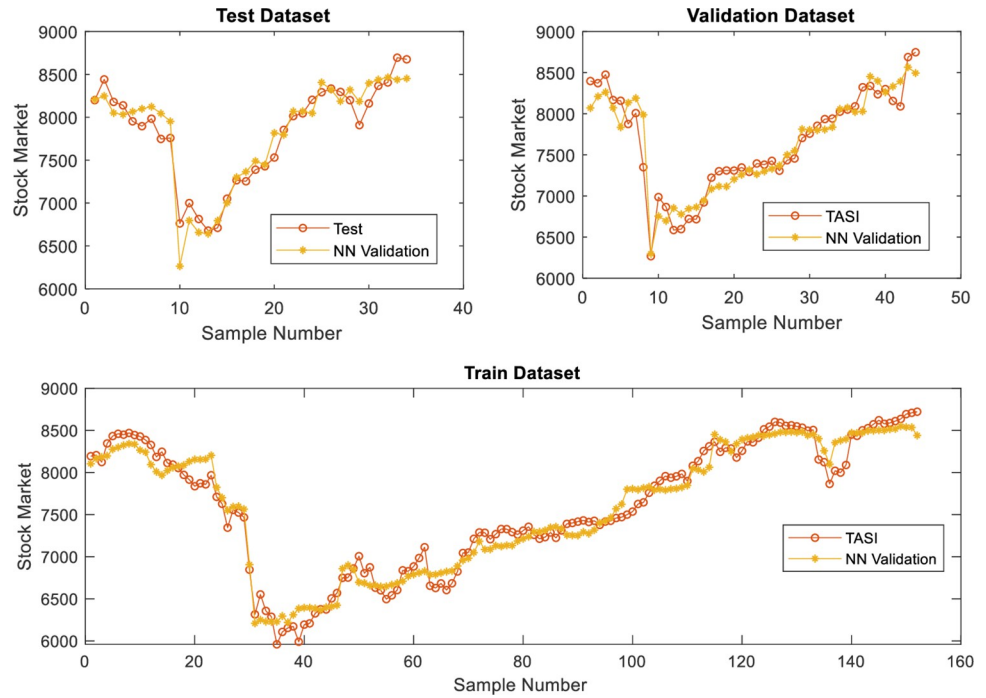 Test Dataset
9000
8500
8000
7500
7000
6500
6000
Stock Market
0
10
20
30
40
Sample Number
Test
NN Validation
Validation Dataset
9000
8500
8000
7500
7000
6500
6000
Stock Market
0
10
20
30
40
50
Sample Number
TASI
NN Validation
Train Dataset
9000
8500
8000
7500
7000
6500
6000
Stock Market
0
20
40
60
80
100
120
140
160
Sample Number
TASI
NN Validation